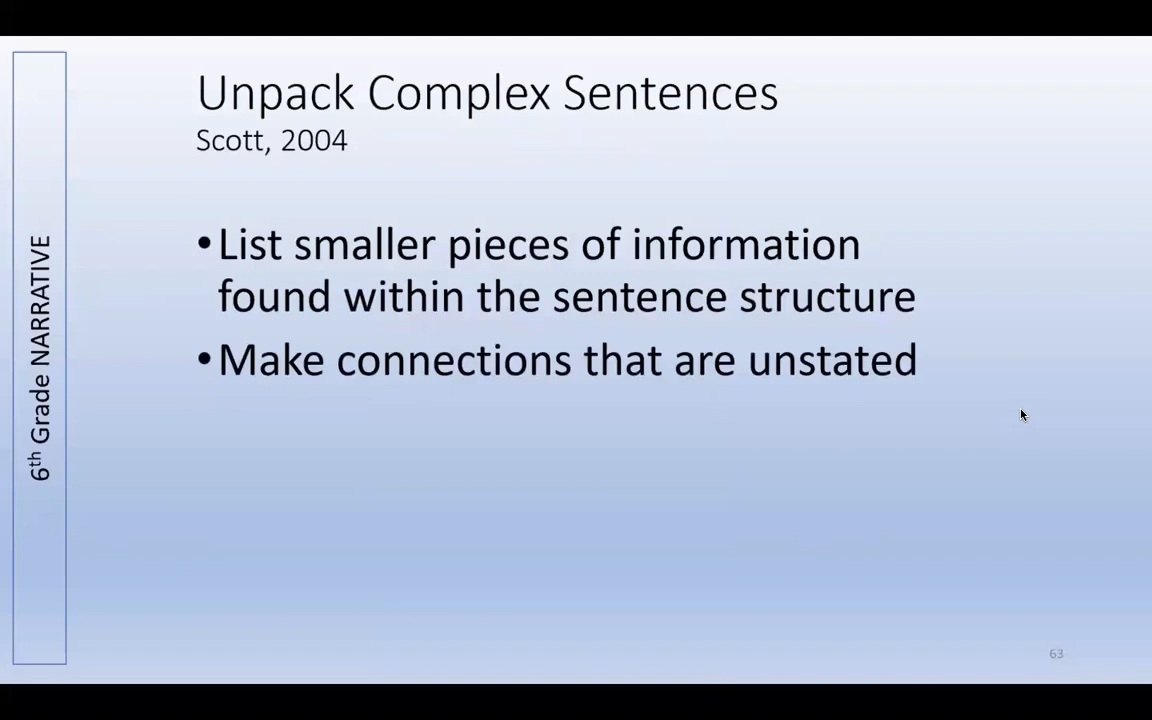 Unpack Complex Sentences
Scott, 2004
•List smaller pieces of information
found within the sentence structure
•Make connections that are unstated
6th Grade NARRATIVE
63